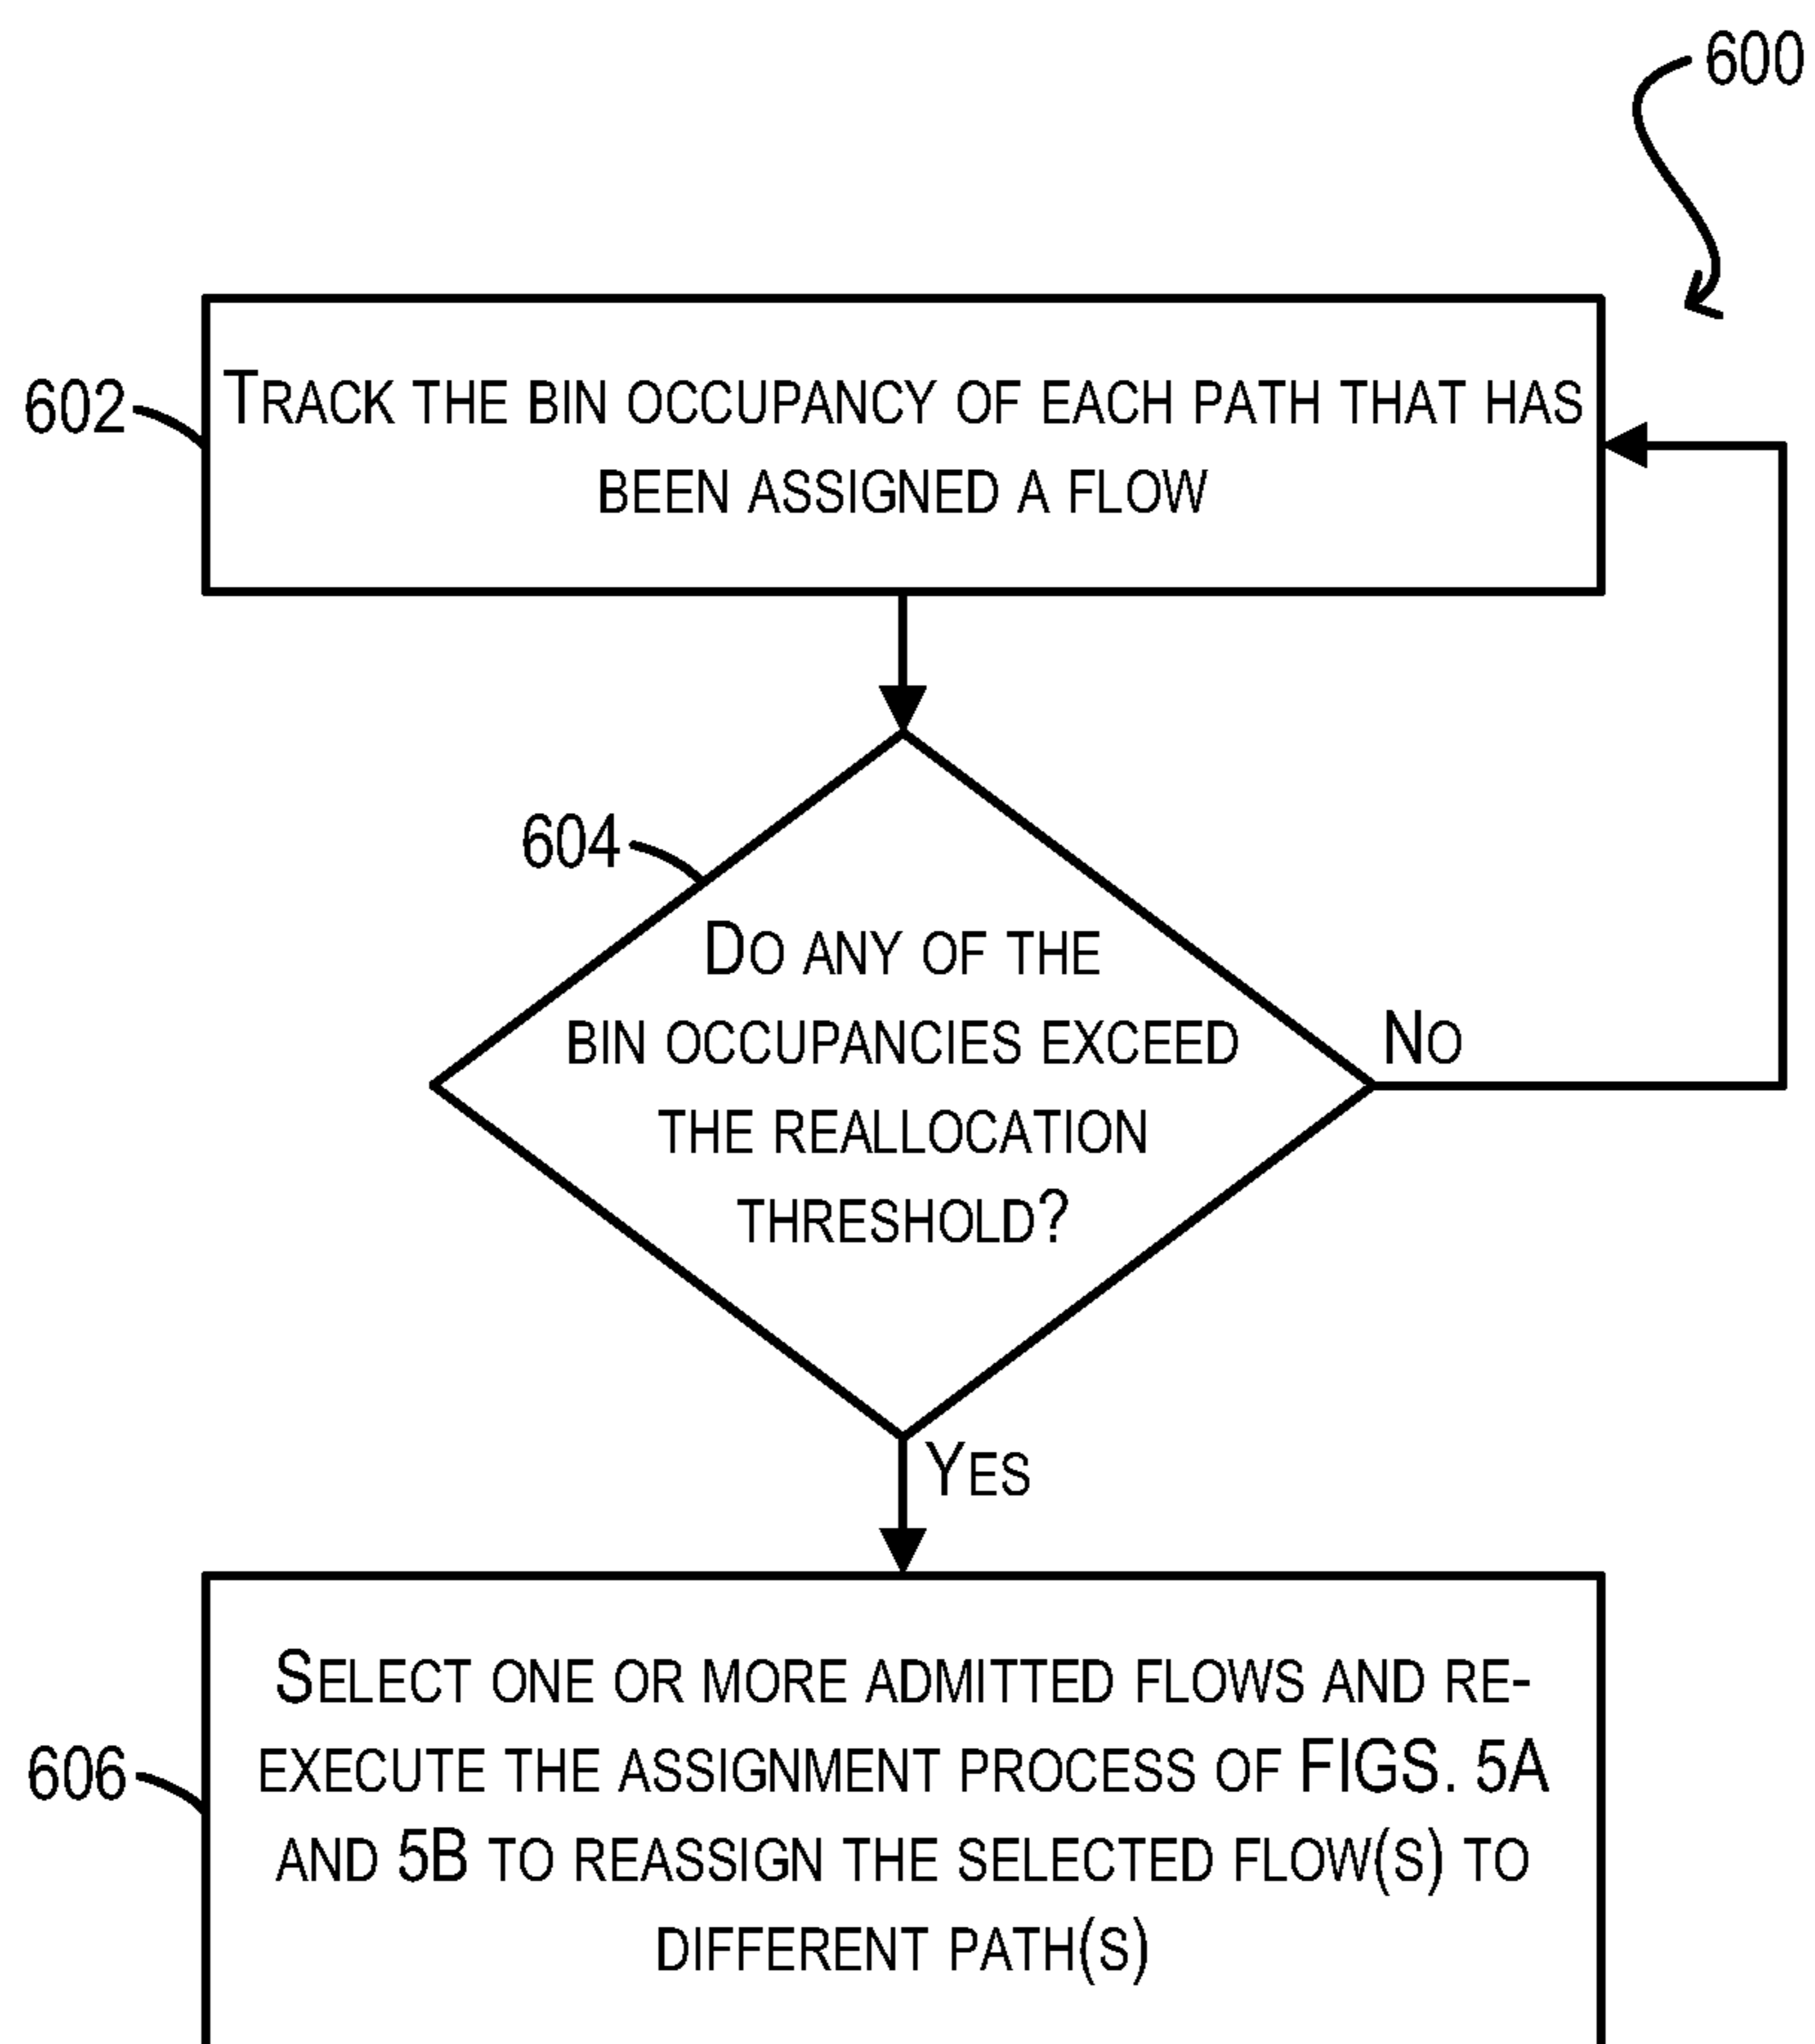 600
602
TRACK THE BIN OCCUPANCY OF EACH PATH THAT HAS
BEEN ASSIGNED A FLOW
604
DO ANY OF THE
BIN OCCUPANCIES EXCEED
THE REALLOCATION
THRESHOLD?
NO
YES
606
SELECT ONE OR MORE ADMITTED FLOWS AND RE-
EXECUTE THE ASSIGNMENT PROCESS OF FIGS. 5A
AND 5B TO REASSIGN THE SELECTED FLOW(S) TO
DIFFERENT PATH(S)